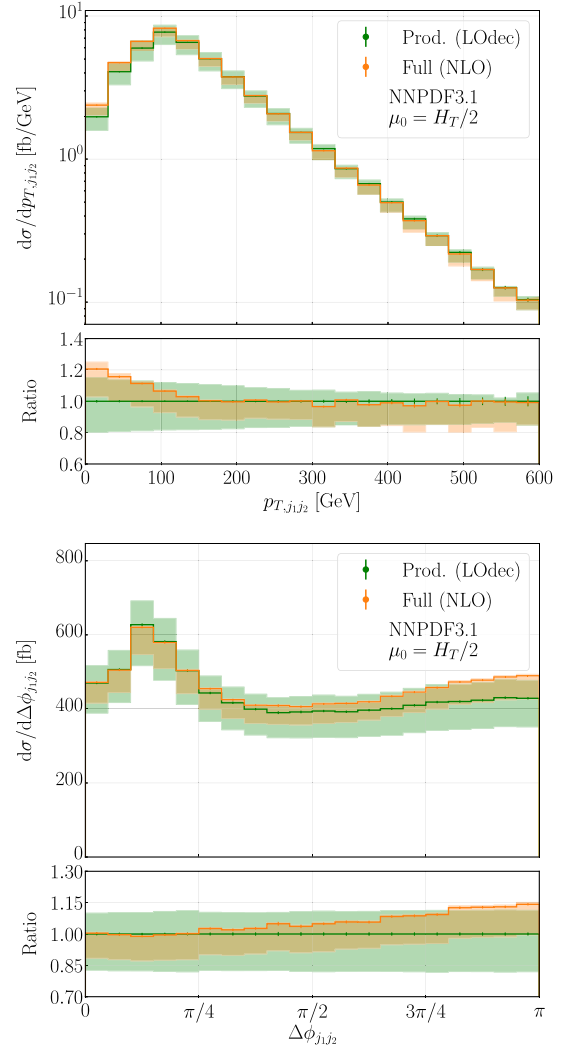 10¹
Prod. (LOdec)
Full (NLO)
NNPDF3.1
μ₀ = H_T/2
dσ/dp_{T,j₁j₂} [fb/GeV]
10⁰
10⁻¹
1.4
1.2
1.0
0.8
0.6
Ratio
0 100 200 300 400 500 600
p_{T,j₁j₂} [GeV]
800
Prod. (LOdec)
Full (NLO)
NNPDF3.1
μ₀ = H_T/2
600
dσ/dΔϕ_{j₁j₂} [fb]
400
200
0
1.30
1.15
1.00
0.85
0.70
Ratio
0 π/4 π/2 3π/4 π
Δϕ_{j₁j₂}